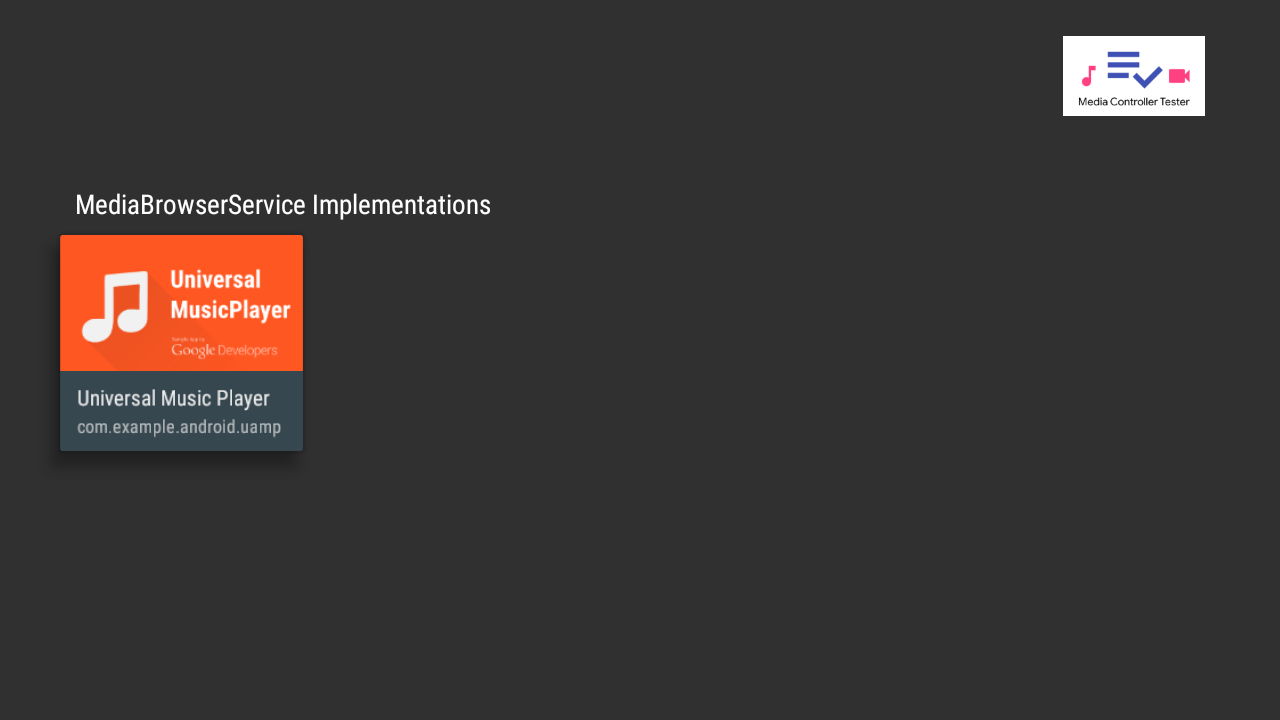 Media Controller Tester
MediaBrowserService Implementations
Universal
MusicPlayer
Sample App by
Google Developers
Universal Music Player
com.example.android.uamp